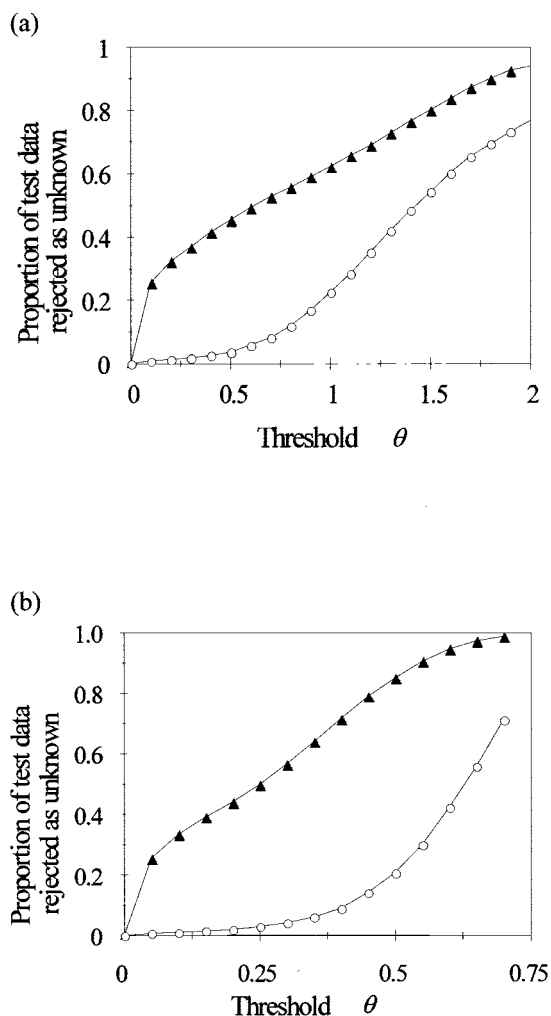 (a)
1
0.8
0.6
0.4
0.2
0
0 0.5 1 1.5 2
Proportion of test data
rejected as unknown
Threshold θ
(b)
1.0
0.8
0.6
0.4
0.2
0
0 0.25 0.5 0.75
Proportion of test data
rejected as unknown
Threshold θ